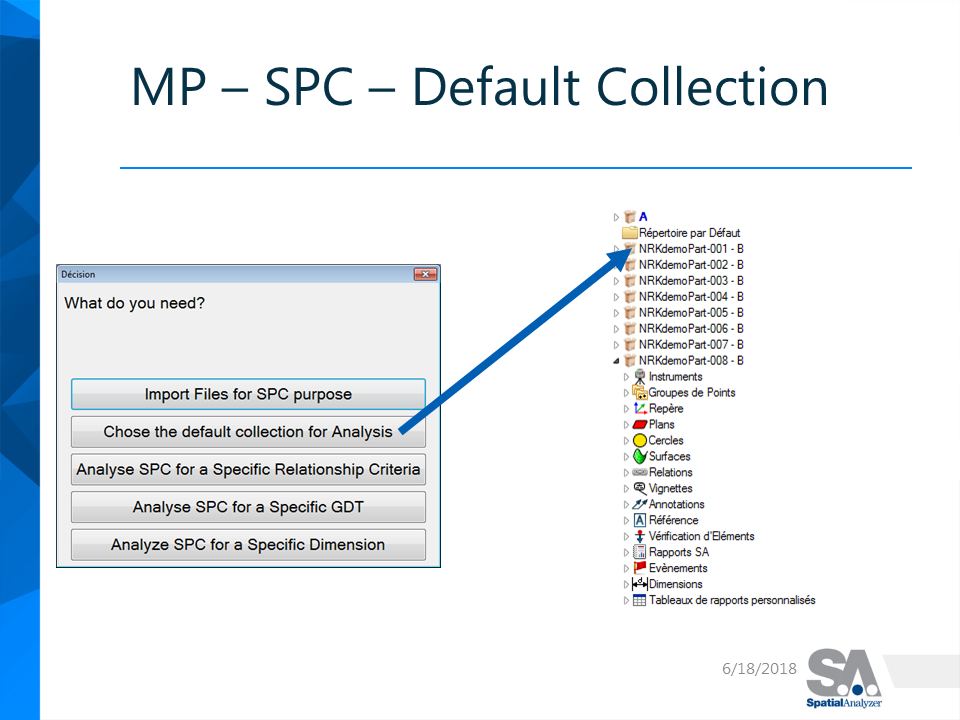 MP – SPC – Default Collection
Décision
What do you need?
Import Files for SPC purpose
Chose the default collection for Analysis
Analyse SPC for a Specific Relationship Criteria
Analyse SPC for a Specific GDT
Analyze SPC for a Specific Dimension
A
Répertoire par Défaut
NRKdemoPart-001 - B
NRKdemoPart-002 - B
NRKdemoPart-003 - B
NRKdemoPart-004 - B
NRKdemoPart-005 - B
NRKdemoPart-006 - B
NRKdemoPart-007 - B
NRKdemoPart-008 - B
Instruments
Groupes de Points
Repère
Plans
Cercles
Surfaces
Relations
Vignettes
Annotations
Référence
Vérification d'Eléments
Rapports SA
Evènements
Dimensions
Tableaux de rapports personnalisés
6/18/2018
SA
SpatialAnalyzer